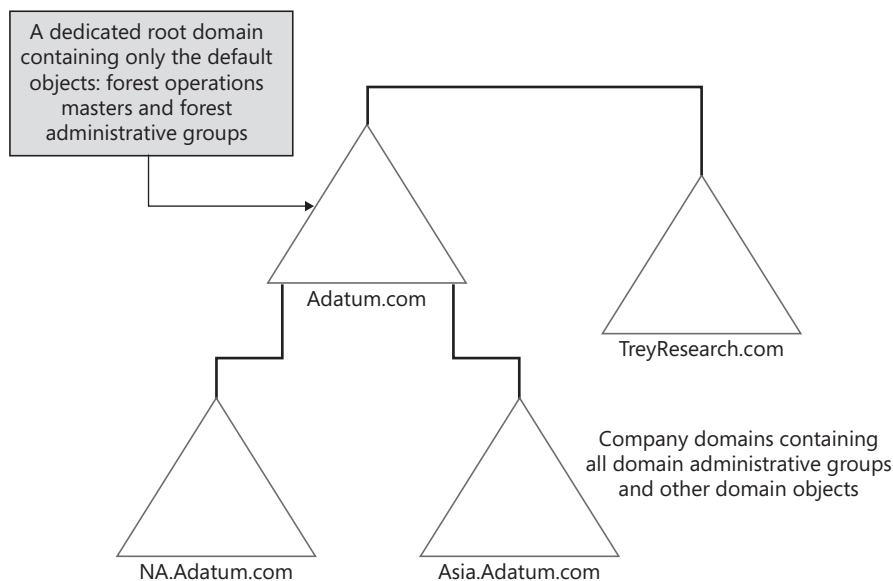 A dedicated root domain
containing only the default
objects: forest operations
masters and forest
administrative groups
Adatum.com
TreyResearch.com
Company domains containing
all domain administrative groups
and other domain objects
NA.Adatum.com
Asia.Adatum.com